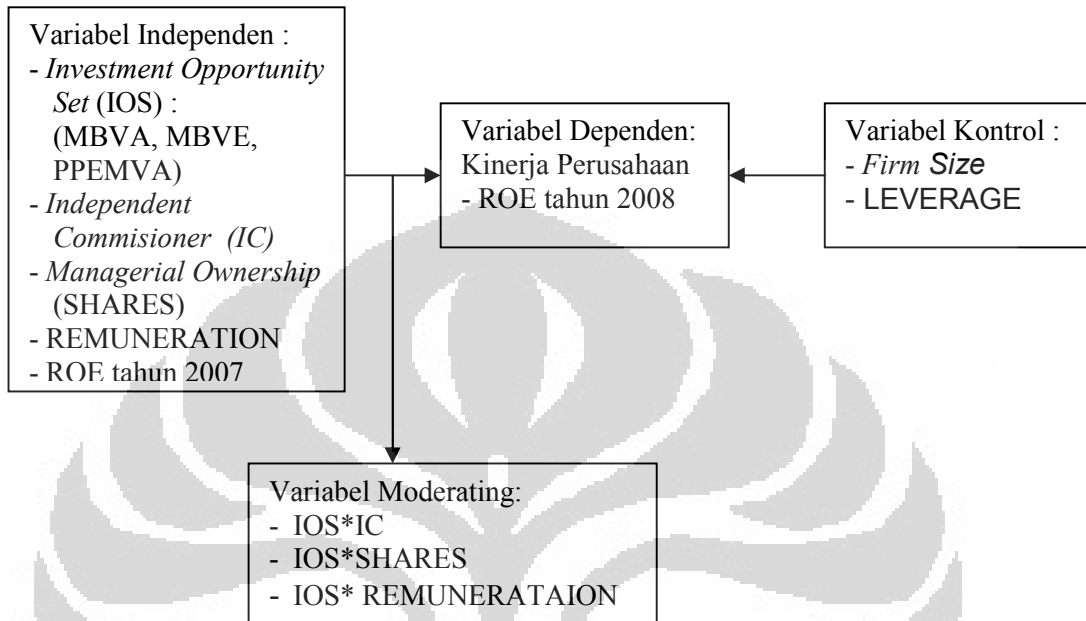 Variabel Independen :
- Investment Opportunity
Set (IOS) :
(MBVA, MBVE,
PPEMVA)
- Independent
Commisioner (IC)
- Managerial Ownership
(SHARES)
- REMUNERATION
- ROE tahun 2007
Variabel Dependen:
Kinerja Perusahaan
- ROE tahun 2008
Variabel Kontrol :
- Firm Size
- LEVERAGE
Variabel Moderating:
- IOS*IC
- IOS*SHARES
- IOS* REMUNERATAION